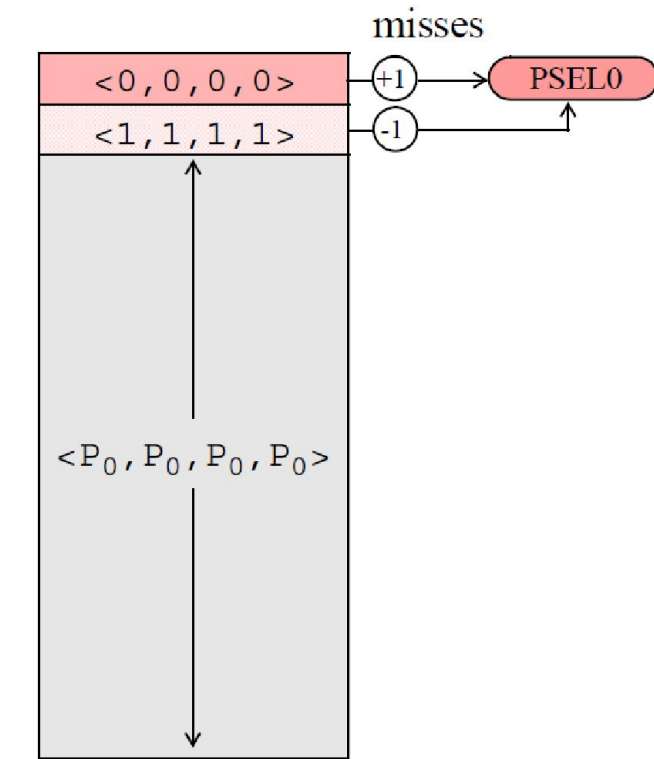 misses
<0,0,0,0> +1 PSEL0
<1,1,1,1> -1
<P₀,P₀,P₀,P₀>